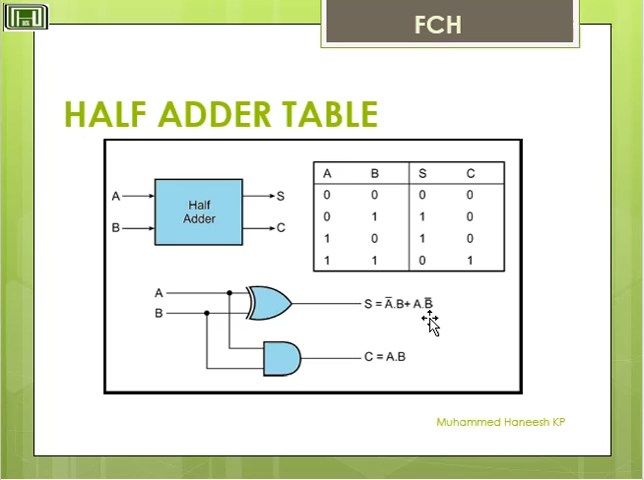 FCH
HALF ADDER TABLE
A
B
Half
Adder
S
C
A B S C
0 0 0 0
0 1 1 0
1 0 1 0
1 1 0 1
A
B
S = A̅.B+ A.B̅
C = A.B
Muhammed Haneesh KP